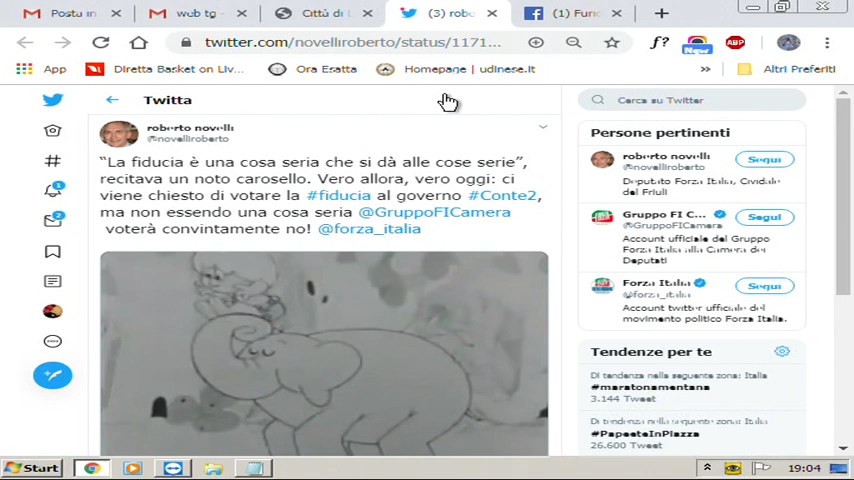 Posta in
web tg -
Città di L
(3) robe
(1) Func
twitter.com/novelliroberto/status/1171...
f?
New
ABP
App
Diretta Basket on Liv...
Ora Esatta
Homepage | udinese.it
»
Altri Preferiti
Twitta
Cerca su Twitter
roberto novelli
@novelliroberto
"La fiducia è una cosa seria che si dà alle cose serie",
recitava un noto carosello. Vero allora, vero oggi: ci
viene chiesto di votare la #fiducia al governo #Conte2,
ma non essendo una cosa seria @GruppoFICamera
voterà convintamente no! @forza_italia
1
2
Persone pertinenti
roberto novelli
@novelliroberto
Segui
Deputato Forza Italia, Cividale
del Friuli
Gruppo FI C...
@GruppoFICamera
Segui
Account ufficiale del Gruppo
Forza Italia alla Camera dei
Deputati
Forza Italia
@forza_italia
Segui
Account twitter ufficiale del
movimento politico Forza Italia.
Tendenze per te
Di tendenza nella seguente zona: Italia
#maratonamentana
3.144 Tweet
Di tendenza nella seguente zona: Italia
#PapeeteInPiazza
26.600 Tweet
Start
19:04